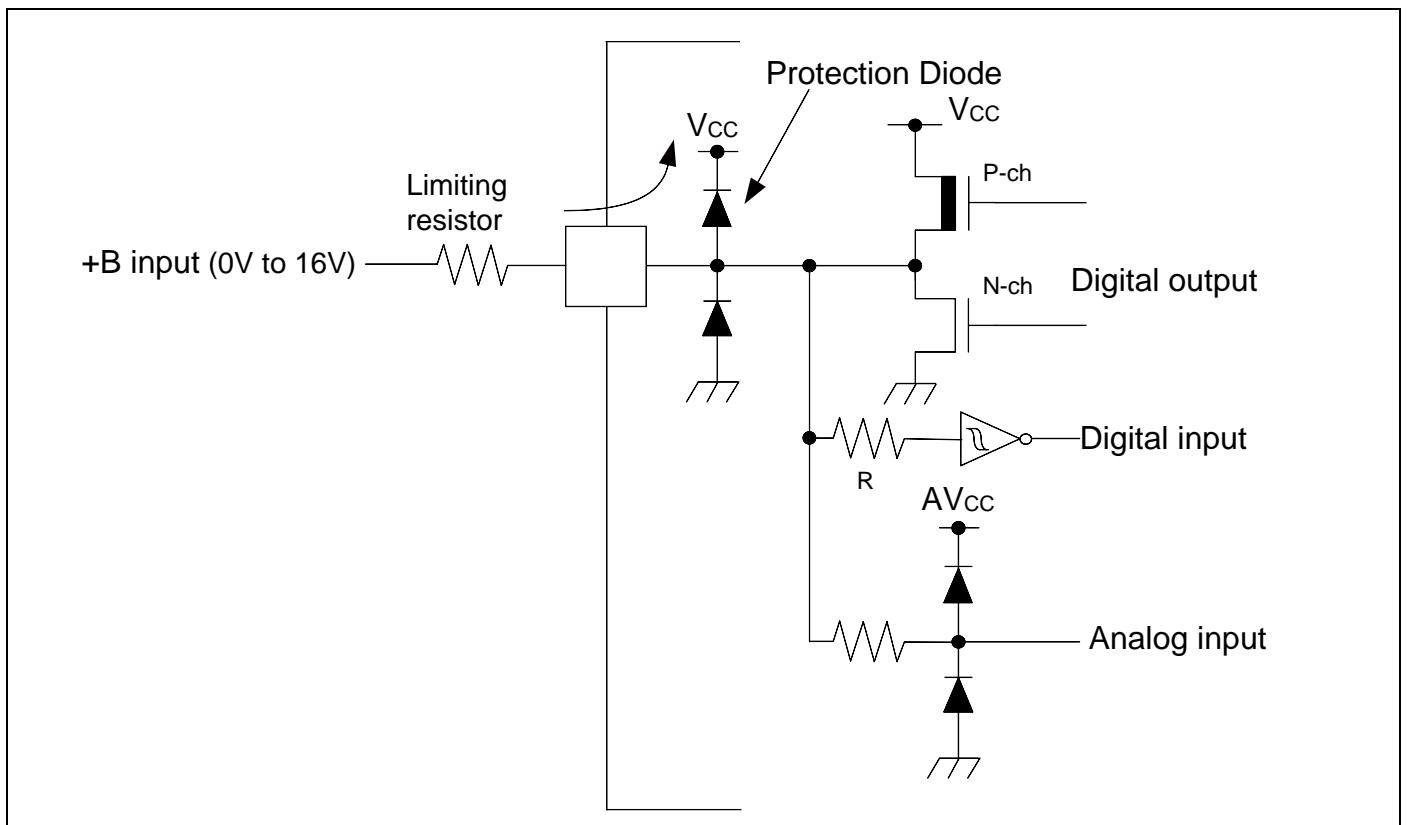 Protection Diode
VCC
VCC
P-ch
Limiting
resistor
+B input (0V to 16V)
N-ch
Digital output
Digital input
R
AVCC
Analog input